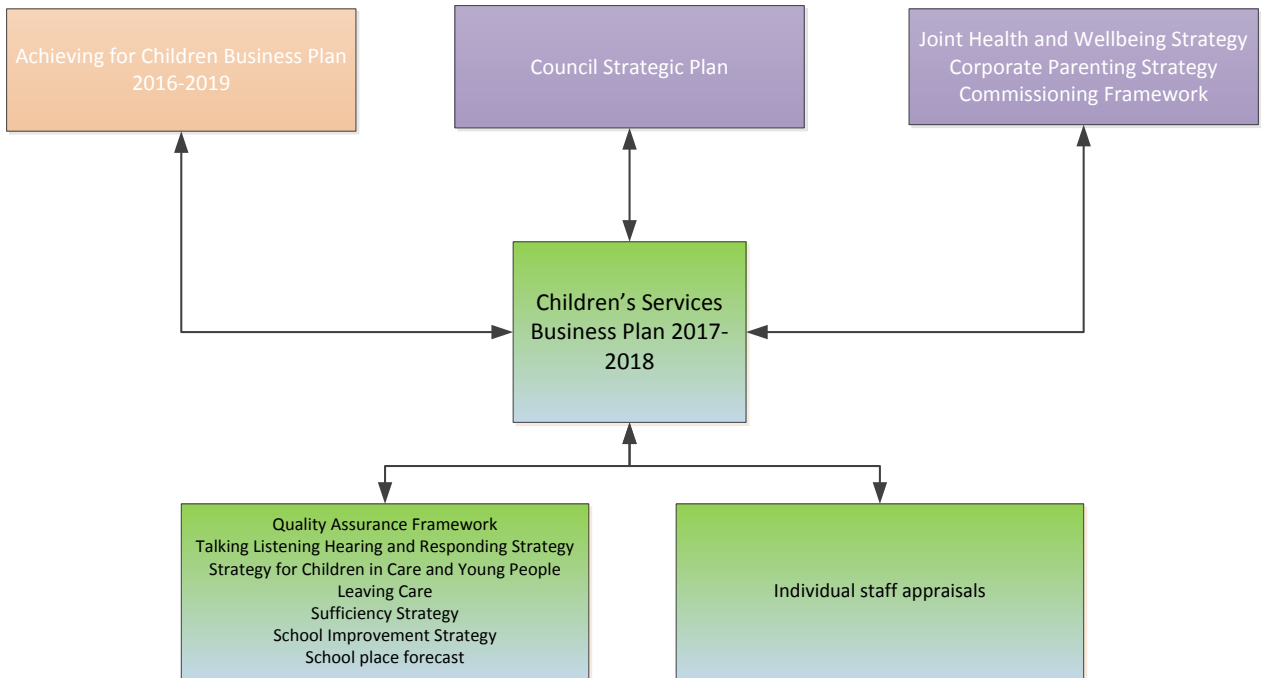 Achieving for Children Business Plan
2016-2019
Council Strategic Plan
Joint Health and Wellbeing Strategy
Corporate Parenting Strategy
Commissioning Framework
Children’s Services
Business Plan 2017-
2018
Quality Assurance Framework
Talking Listening Hearing and Responding Strategy
Strategy for Children in Care and Young People
Leaving Care
Sufficiency Strategy
School Improvement Strategy
School place forecast
Individual staff appraisals